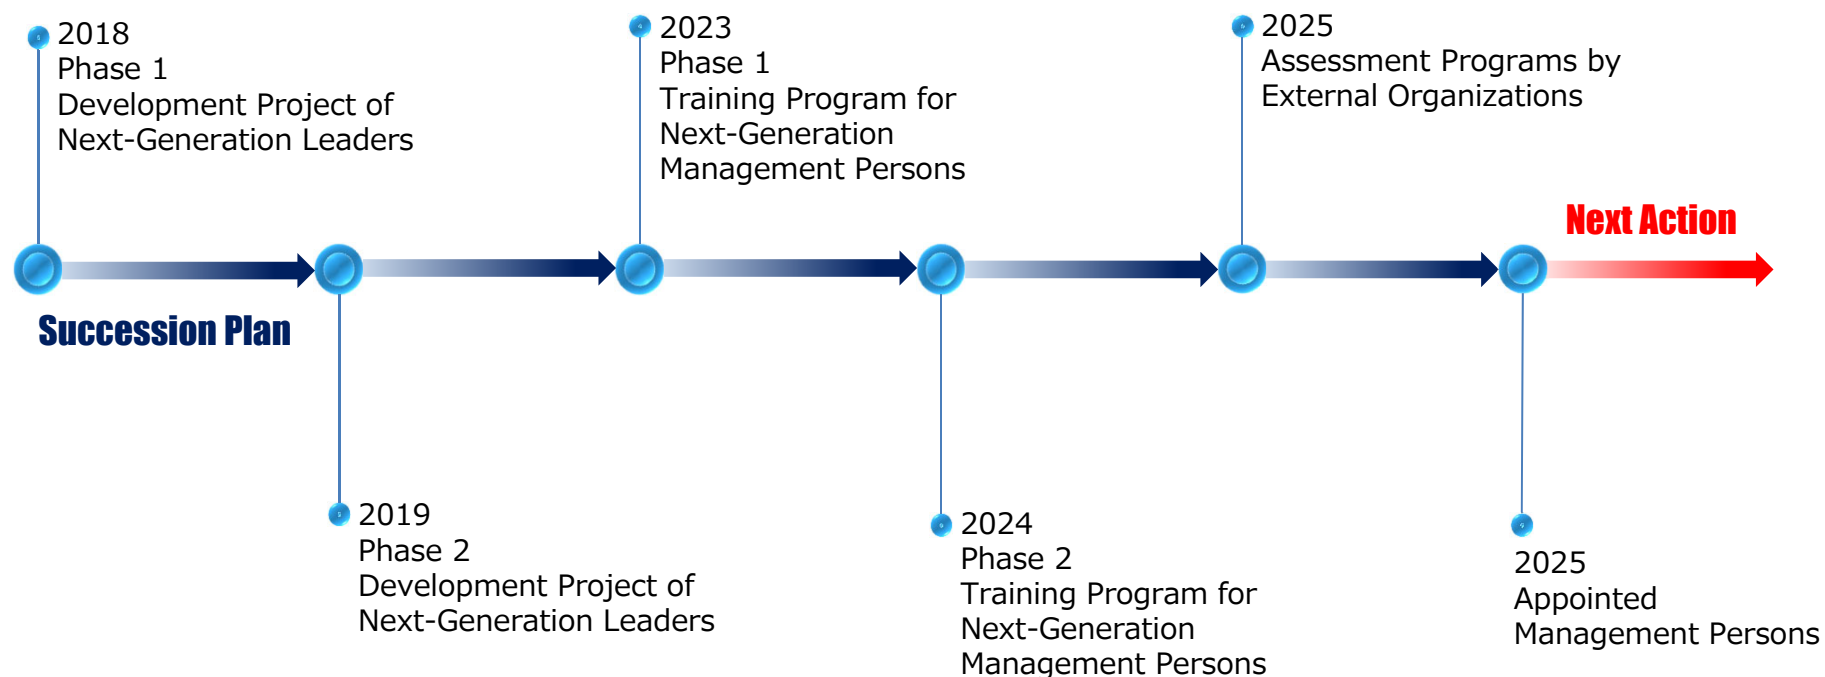 2018
Phase 1
Development Project of
Next-Generation Leaders
2023
Phase 1
Training Program for
Next-Generation
Management Persons
2025
Assessment Programs by
External Organizations
Next Action
Succession Plan
2019
Phase 2
Development Project of
Next-Generation Leaders
2024
Phase 2
Training Program for
Next-Generation
Management Persons
2025
Appointed
Management Persons